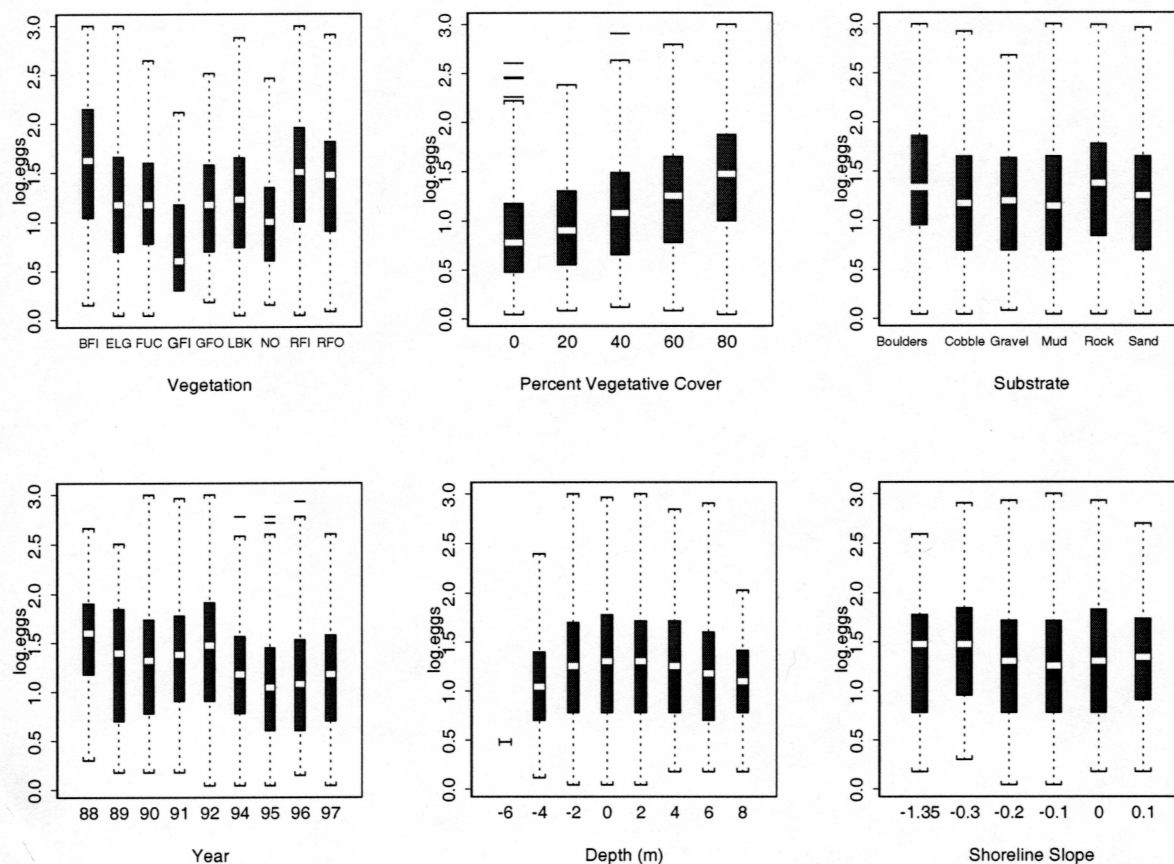 log.eggs
3.0
2.5
2.0
1.5
1.0
0.5
0.0
BFI ELG FUC GFI GFO LBK NO RFI RFO
Vegetation
log.eggs
3.0
2.5
2.0
1.5
1.0
0.5
0.0
0 20 40 60 80
Percent Vegetative Cover
log.eggs
3.0
2.5
2.0
1.5
1.0
0.5
0.0
Boulders Cobble Gravel Mud Rock Sand
Substrate
log.eggs
3.0
2.5
2.0
1.5
1.0
0.5
0.0
88 89 90 91 92 94 95 96 97
Year
log.eggs
3.0
2.5
2.0
1.5
1.0
0.5
0.0
-6 -4 -2 0 2 4 6 8
Depth (m)
log.eggs
3.0
2.5
2.0
1.5
1.0
0.5
0.0
-1.35 -0.3 -0.2 -0.1 0 0.1
Shoreline Slope